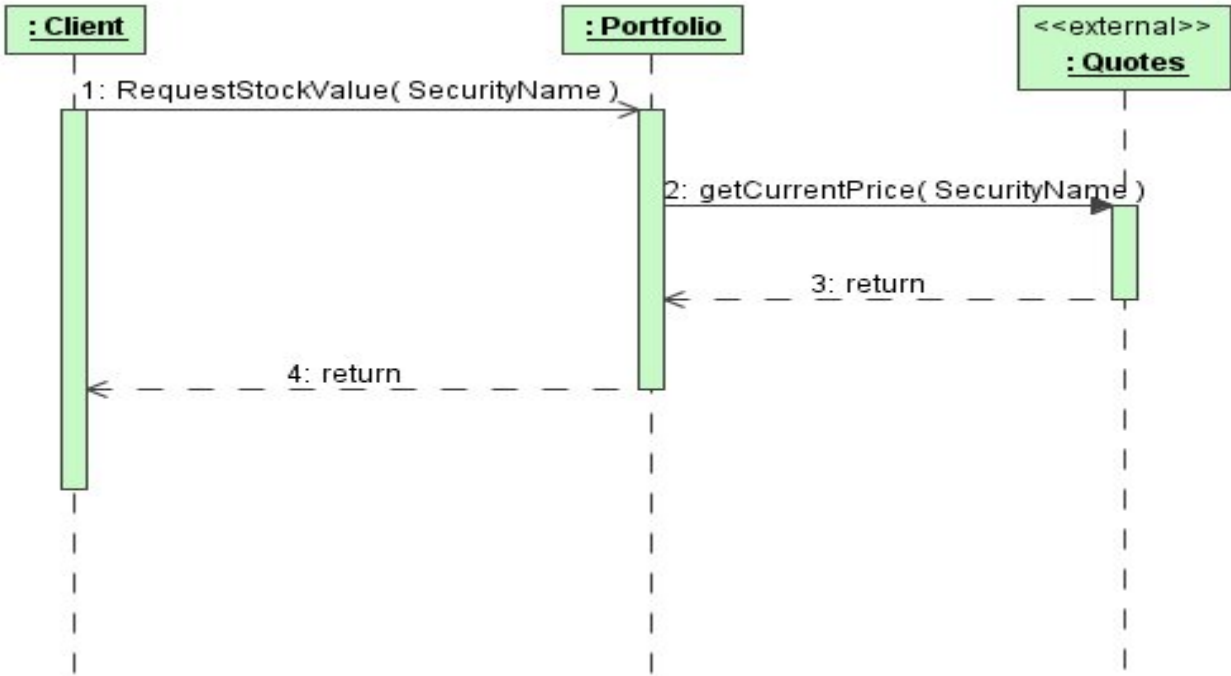 : Client
: Portfolio
<<external>>
: Quotes
1: RequestStockValue( SecurityName )
2: getCurrentPrice( SecurityName )
3: return
4: return